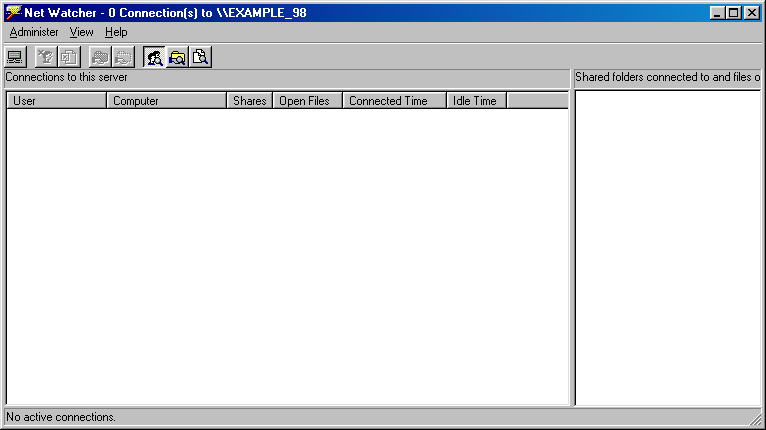 Net Watcher - 0 Connection(s) to \\EXAMPLE_98
Administer View Help
Connections to this server
Shared folders connected to and files o
User Computer Shares Open Files Connected Time Idle Time
No active connections.